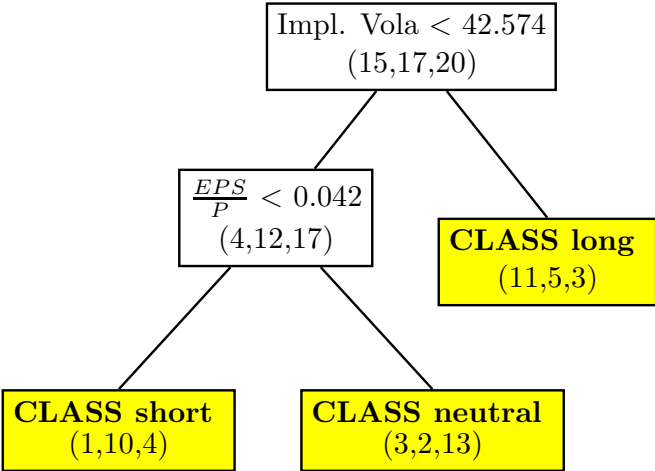 Impl. Vola < 42.574
(15,17,20)
EPS/P < 0.042
(4,12,17)
CLASS long
(11,5,3)
CLASS short
(1,10,4)
CLASS neutral
(3,2,13)